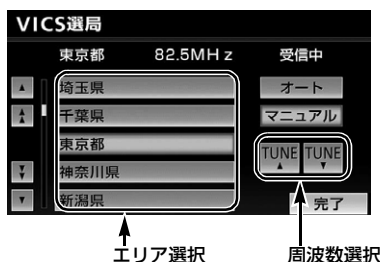 VICS選局
東京都 82.5MHz 受信中
埼玉県 オート
千葉県 マニュアル
東京都 TUNE TUNE
神奈川県
新潟県 完了
エリア選択 周波数選択